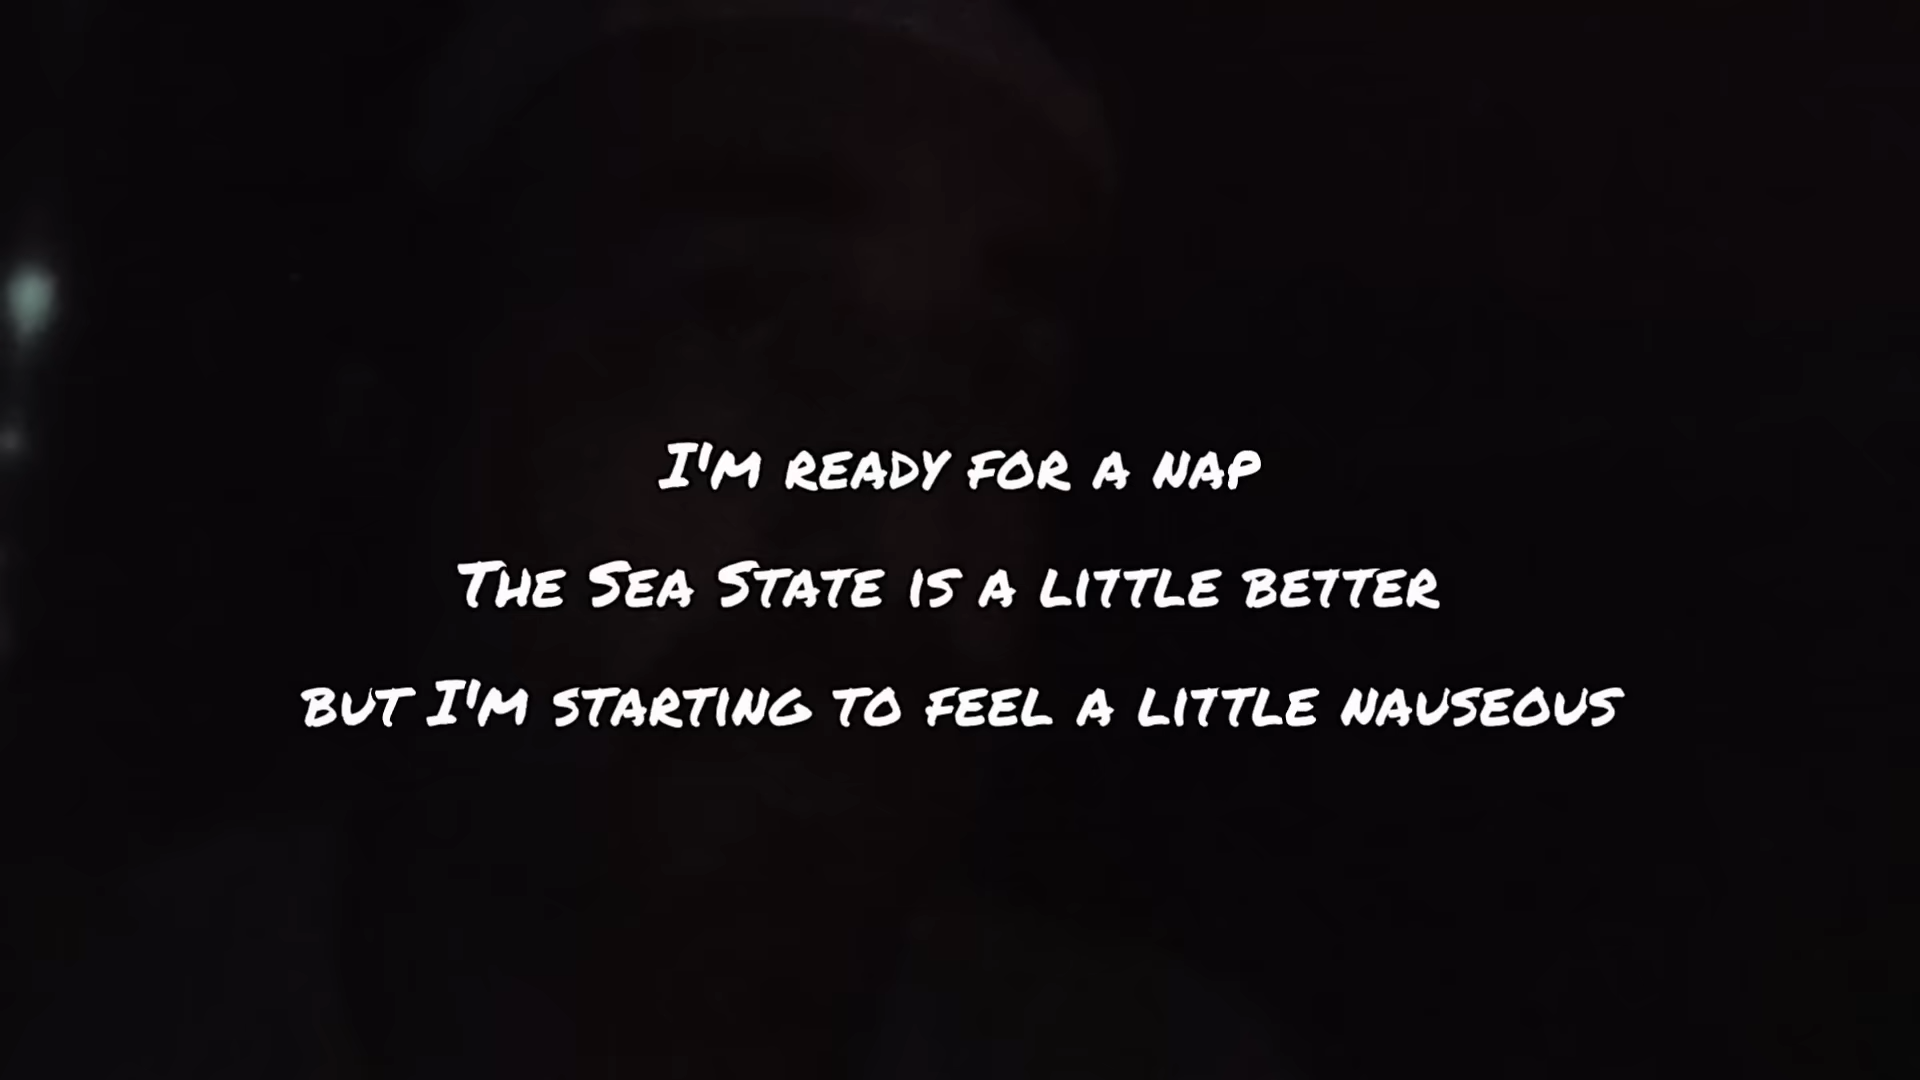 I'm ready for a nap
The Sea State is a little better
but I'm starting to feel a little nauseous